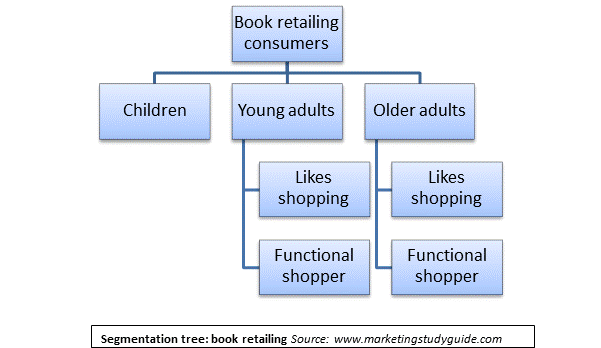 Book retailing
consumers
Children
Young adults
Older adults
Likes
shopping
Likes
shopping
Functional
shopper
Functional
shopper
Segmentation tree: book retailing Source: www.marketingstudyguide.com